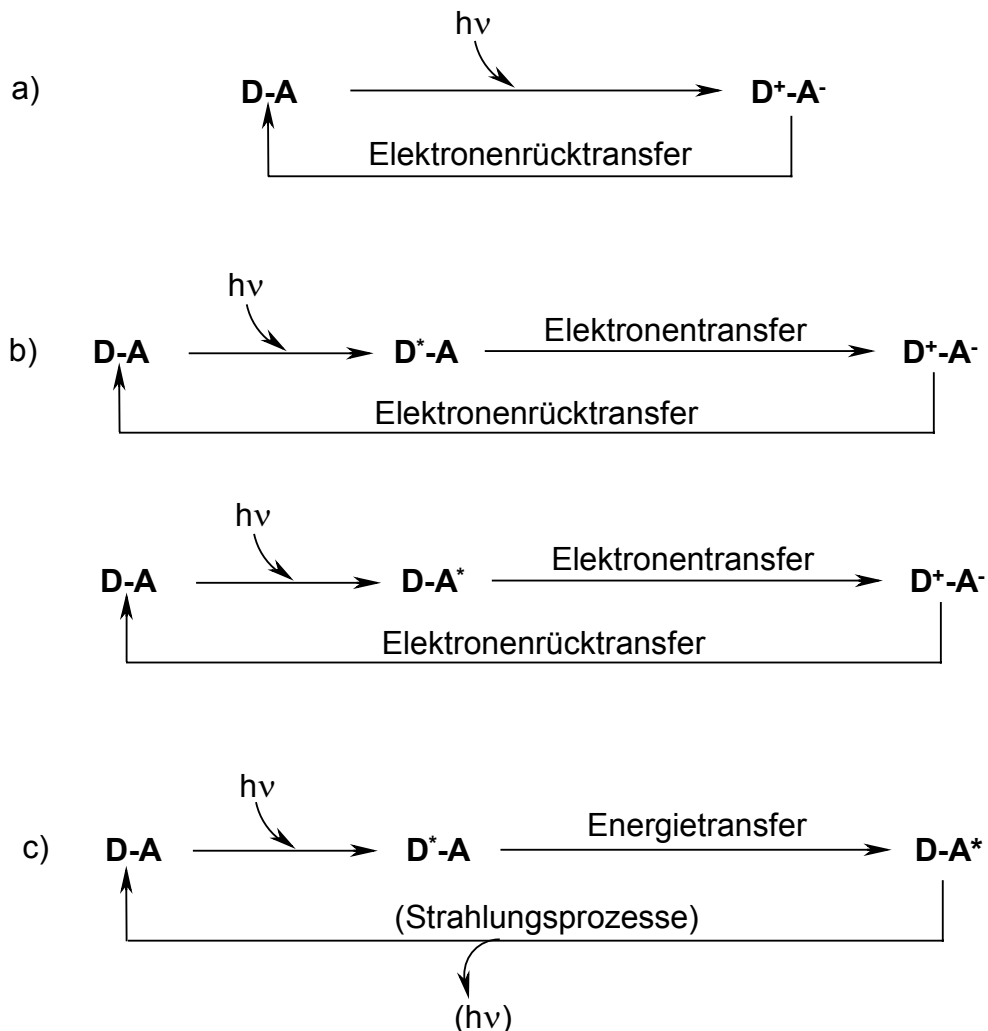 hν
a) D-A D⁺-A⁻
Elektronenrücktransfer
hν
Elektronentransfer
b) D-A D*-A D⁺-A⁻
Elektronenrücktransfer
hν
Elektronentransfer
D-A D-A* D⁺-A⁻
Elektronenrücktransfer
hν
Energietransfer
c) D-A D*-A D-A*
(Strahlungsprozesse)
(hν)